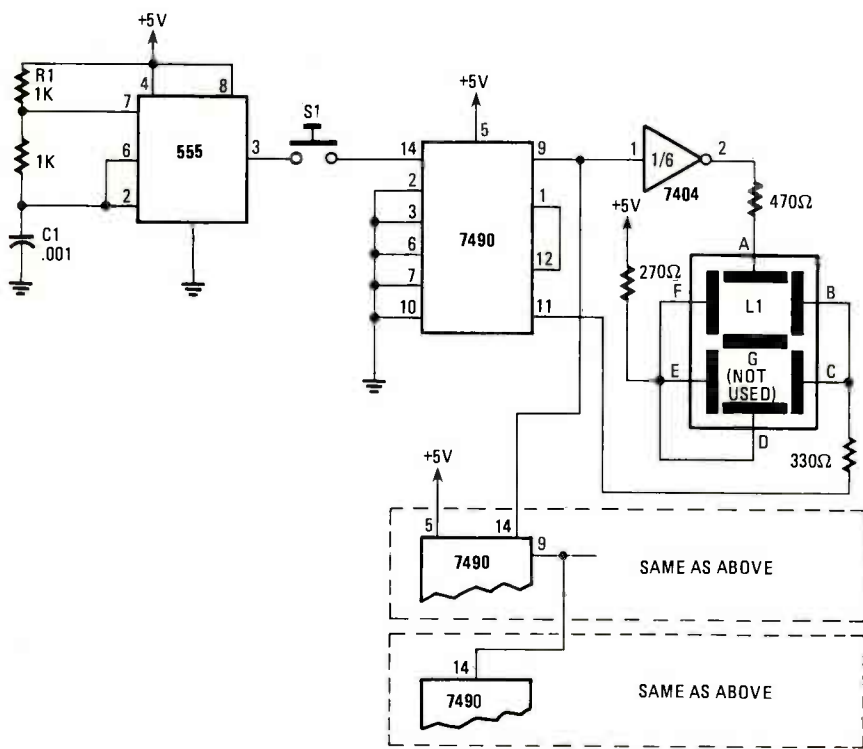 +5V
R1
1K
7
4
8
555
3
6
2
1K
C1
.001
S1
+5V
5
14
9
2
1
3
7490
6
12
7
10
11
1
1/6
2
7404
470Ω
+5V
270Ω
A
F
L1
B
E
G
(NOT
USED)
C
D
330Ω
+5V
5
14
7490
9
SAME AS ABOVE
14
7490
SAME AS ABOVE